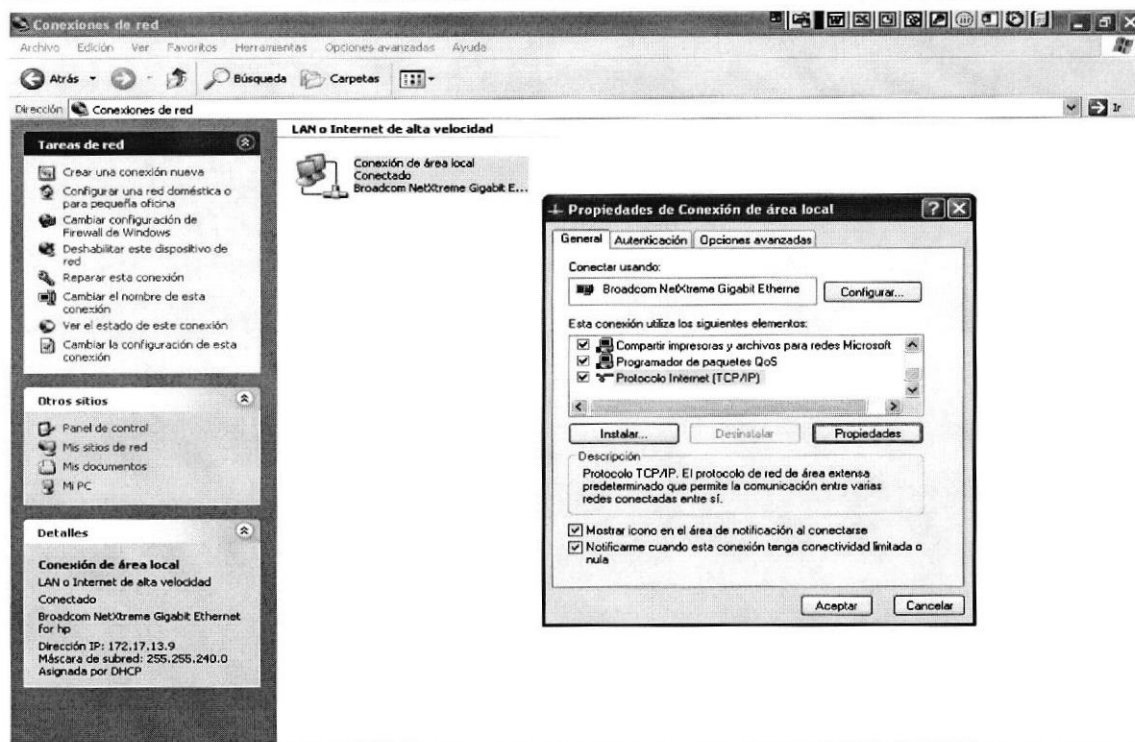 Conexiones de red
Archivo Edición Ver Favoritos Herramientas Opciones avanzadas Ayuda
Atrás Búsqueda Carpetas
Dirección Conexiones de red Ir
Tareas de red
Crear una conexión nueva
Configurar una red doméstica o
para pequeña oficina
Cambiar configuración de
Firewall de Windows
Deshabilitar este dispositivo de
red
Reparar esta conexión
Cambiar el nombre de esta
conexión
Ver el estado de esta conexión
Cambiar la configuración de esta
conexión
Otros sitios
Panel de control
Mis sitios de red
Mis documentos
Mi PC
Detalles
Conexión de área local
LAN o Internet de alta velocidad
Conectado
Broadcom NetXtreme Gigabit Ethernet
for hp
Dirección IP: 172.17.13.9
Máscara de subred: 255.255.240.0
Asignada por DHCP
LAN o Internet de alta velocidad
Conexión de área local
Conectado
Broadcom NetXtreme Gigabit E...
Propiedades de Conexión de área local
General Autenticación Opciones avanzadas
Conectar usando:
Broadcom NetXtreme Gigabit Etherne Configurar...
Esta conexión utiliza los siguientes elementos:
Compartir impresoras y archivos para redes Microsoft
Programador de paquetes QoS
Protocolo Internet (TCP/IP)
Instalar... Desinstalar Propiedades
Descripción
Protocolo TCP/IP. El protocolo de red de área extensa
predeterminado que permite la comunicación entre varias
redes conectadas entre sí.
Mostrar icono en el área de notificación al conectarse
Notificarme cuando esta conexión tenga conectividad limitada o
nula
Aceptar Cancelar